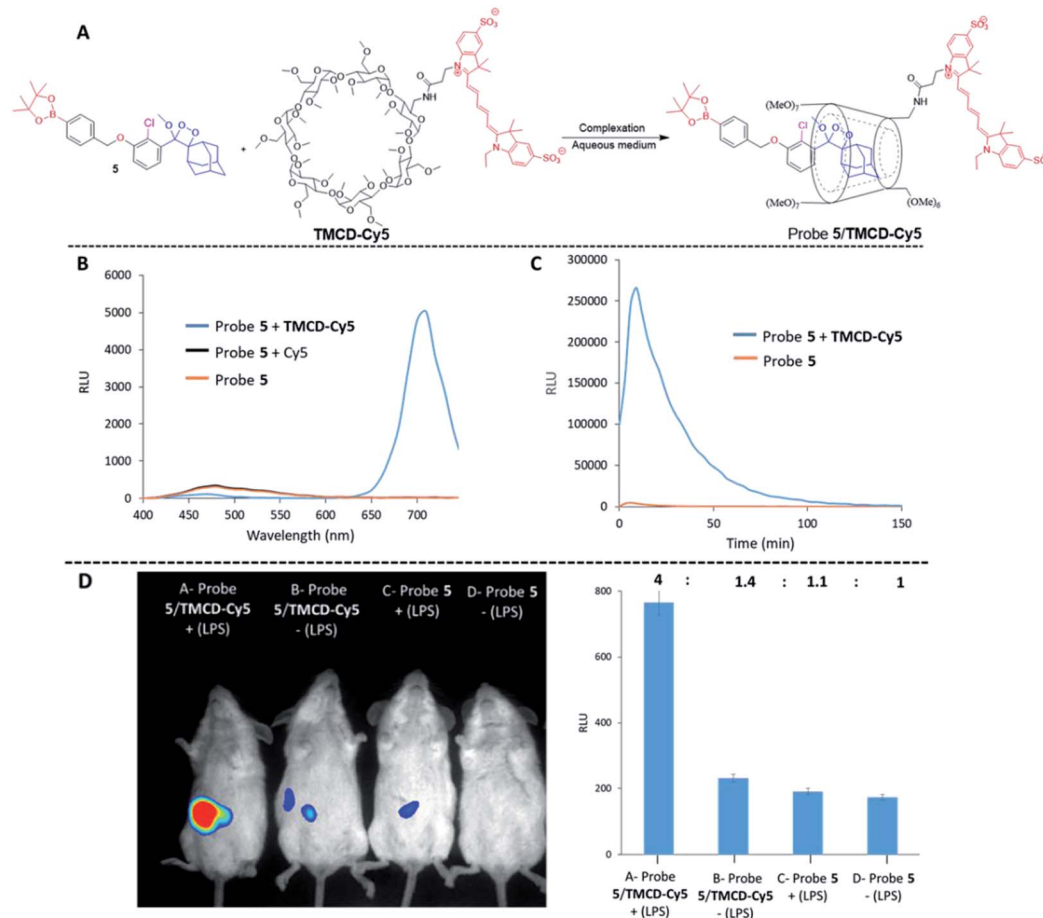 A
SO₃⊖
O
NH
N
⊕
O
O
B
O
Cl
O
O
O
5
+
SO₃⊖
N
TMCD-Cy5
Complexation
Aqueous medium
SO₃⊖
O
NH
N
⊕
(MeO)₇
O
O
B
O
Cl
O
O
O
(MeO)₇
(OMe)₆
N
Probe 5/TMCD-Cy5
B
6000
5000
4000
3000
2000
1000
0
RLU
Probe 5 + TMCD-Cy5
Probe 5 + Cy5
Probe 5
400 450 500 550 600 650 700
Wavelength (nm)
C
300000
250000
200000
150000
100000
50000
0
RLU
Probe 5 + TMCD-Cy5
Probe 5
0 50 100 150
Time (min)
D
A- Probe
5/TMCD-Cy5
+ (LPS)
B- Probe
5/TMCD-Cy5
- (LPS)
C- Probe 5
+ (LPS)
D- Probe 5
- (LPS)
4 : 1.4 : 1.1 : 1
800
600
400
200
0
RLU
A- Probe
5/TMCD-Cy5
+ (LPS)
B- Probe
5/TMCD-Cy5
- (LPS)
C- Probe 5
+ (LPS)
D- Probe 5
- (LPS)